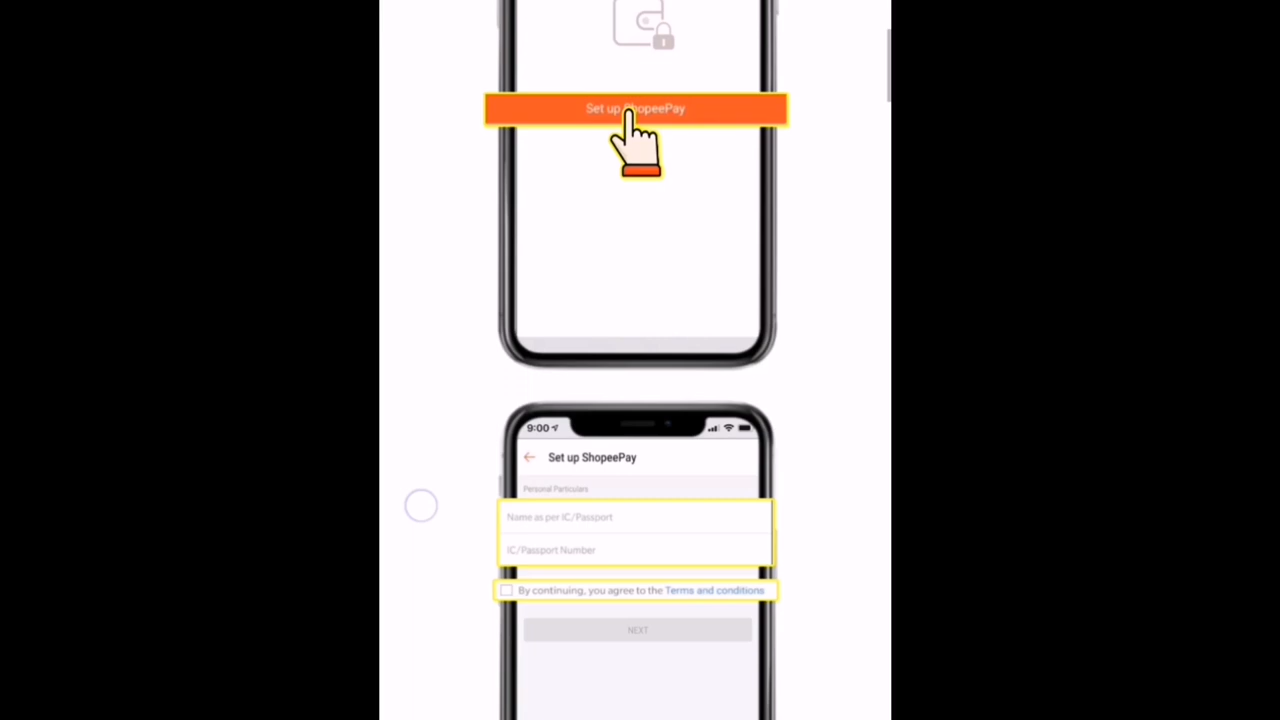 Set up ShopeePay
9:00
Set up ShopeePay
Personal Particulars
Name as per IC/Passport
IC/Passport Number
By continuing, you agree to the Terms and conditions
NEXT